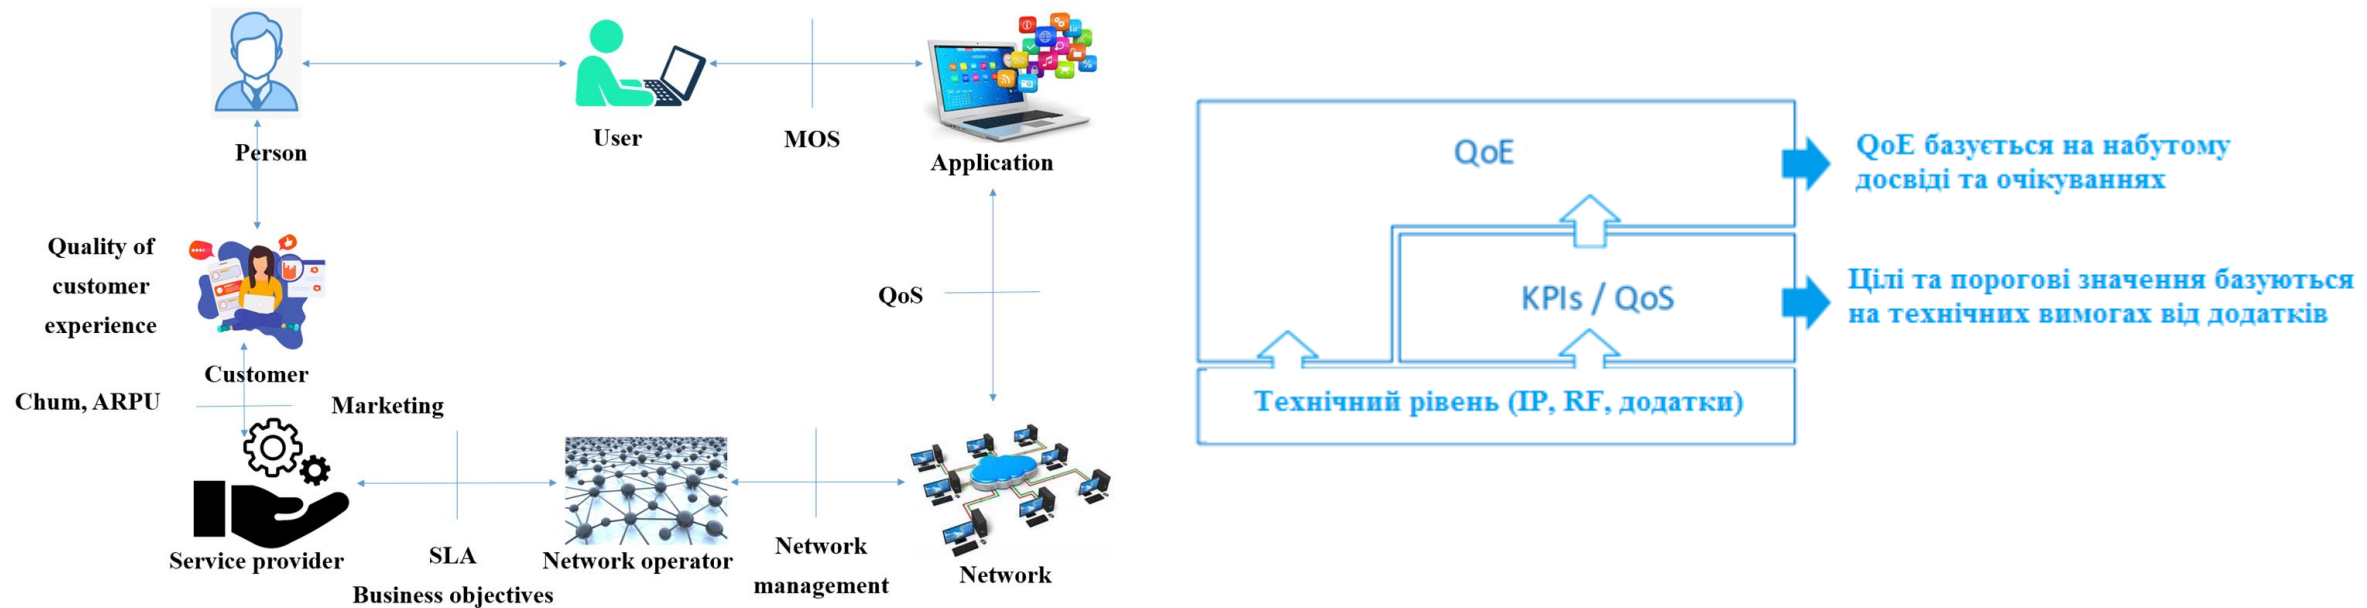 Person
User
MOS
Application
Quality of
customer
experience
QoS
Customer
Chum, ARPU
Marketing
Service provider
SLA
Business objectives
Network operator
Network
management
Network
QoE
QoE базується на набутому
досвіді та очікуваннях
KPIs / QoS
Цілі та порогові значення базуються
на технічних вимогах від додатків
Технічний рівень (IP, RF, додатки)